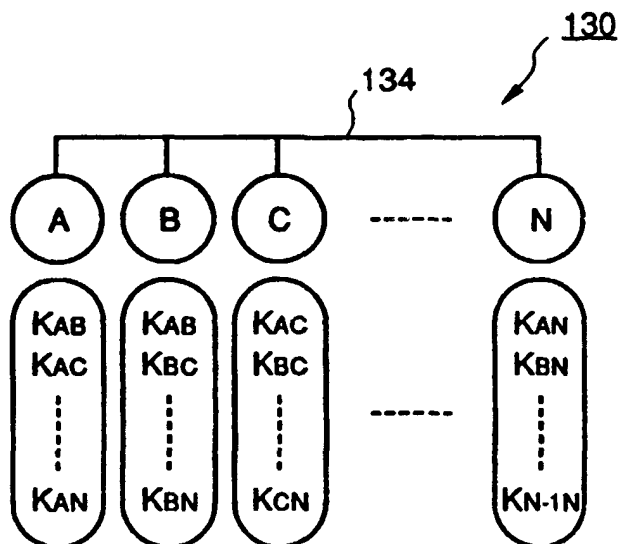 130
134
A B C N
KAB KAB KAC KAN
KAC KBC KBC KBN
KAN KBN KCN KN-1N